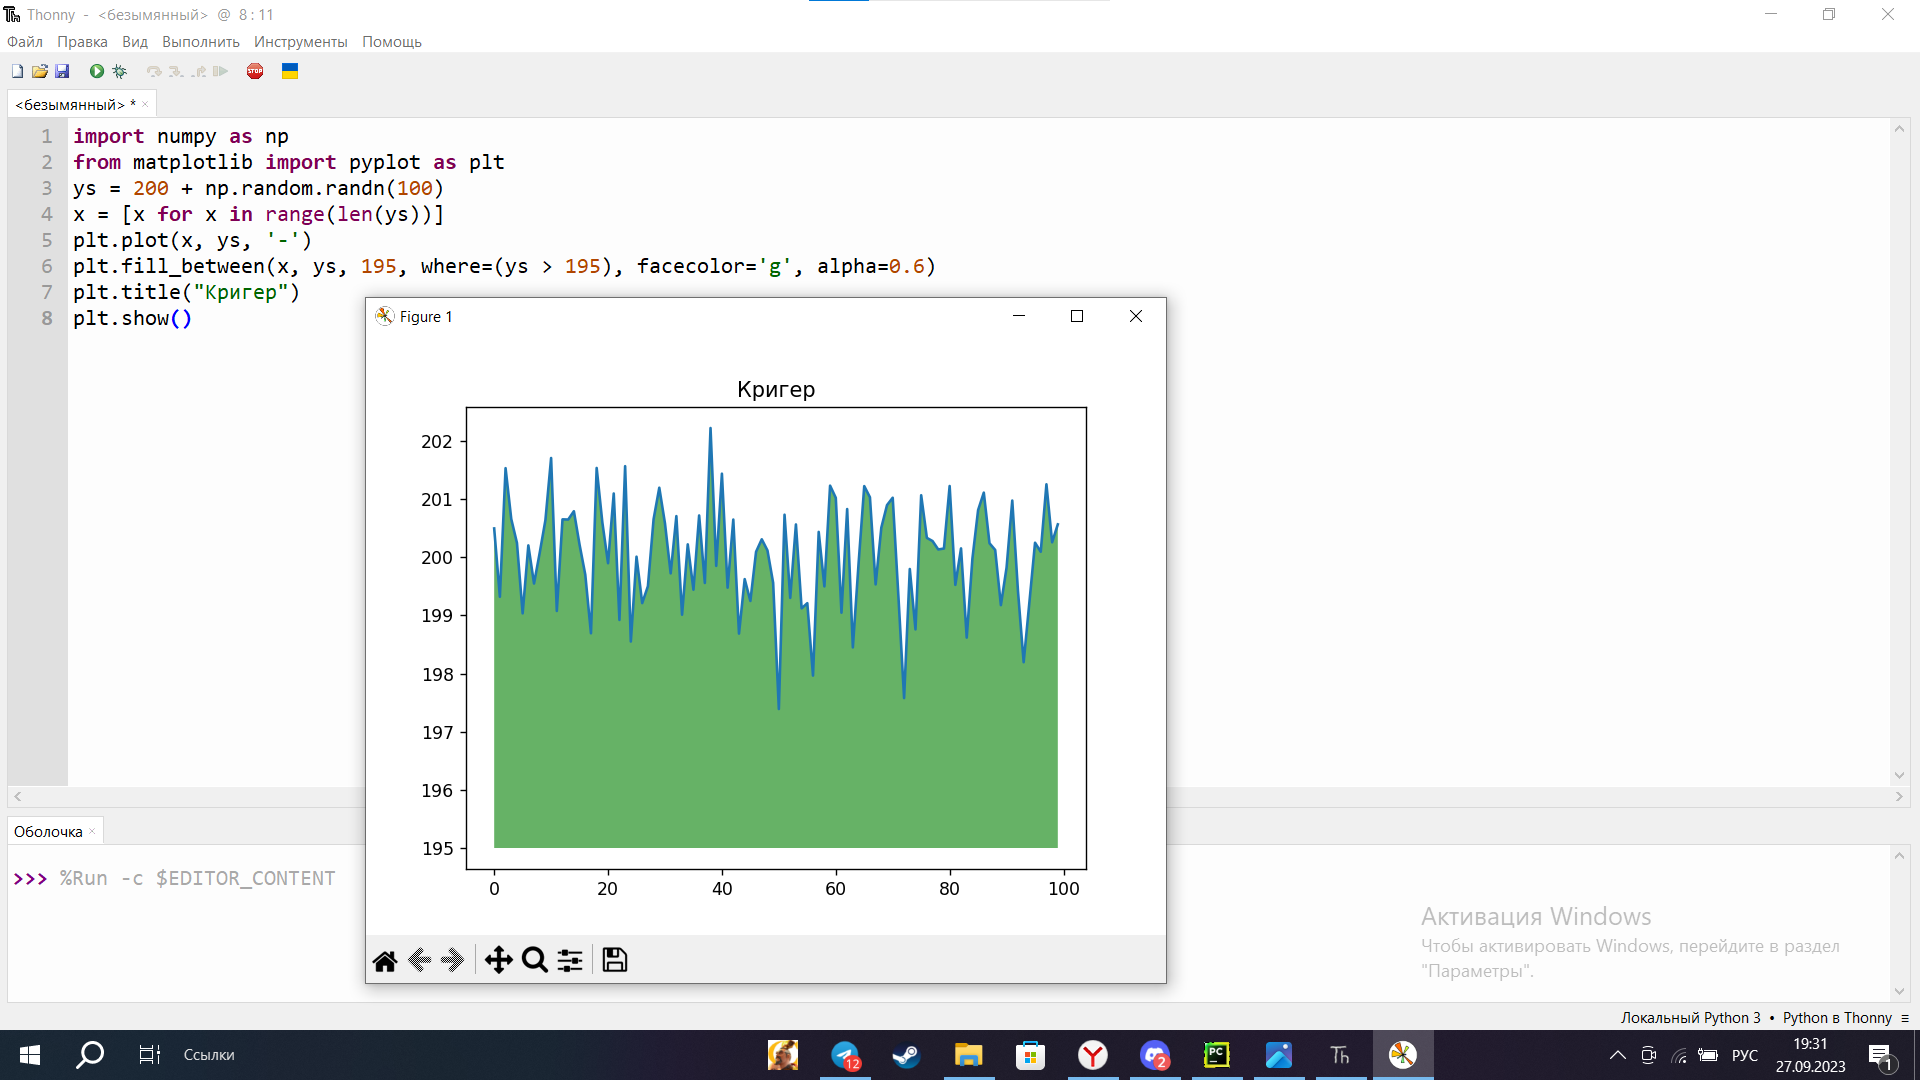 Thonny - <безымянный> @ 8 : 11
Файл Правка Вид Выполнить Инструменты Помощь
STOP
<безымянный> *
1 import numpy as np
2 from matplotlib import pyplot as plt
3 ys = 200 + np.random.randn(100)
4 x = [x for x in range(len(ys))]
5 plt.plot(x, ys, '-')
6 plt.fill_between(x, ys, 195, where=(ys > 195), facecolor='g', alpha=0.6)
7 plt.title("Кригер")
8 plt.show()
Figure 1
Кригер
202
201
200
199
198
197
196
195
0 20 40 60 80 100
Оболочка
>>> %Run -c $EDITOR_CONTENT
Активация Windows
Чтобы активировать Windows, перейдите в раздел
"Параметры".
Локальный Python 3 • Python в Thonny
Ссылки
12
2
PC
Th
РУС
19:31
27.09.2023
1